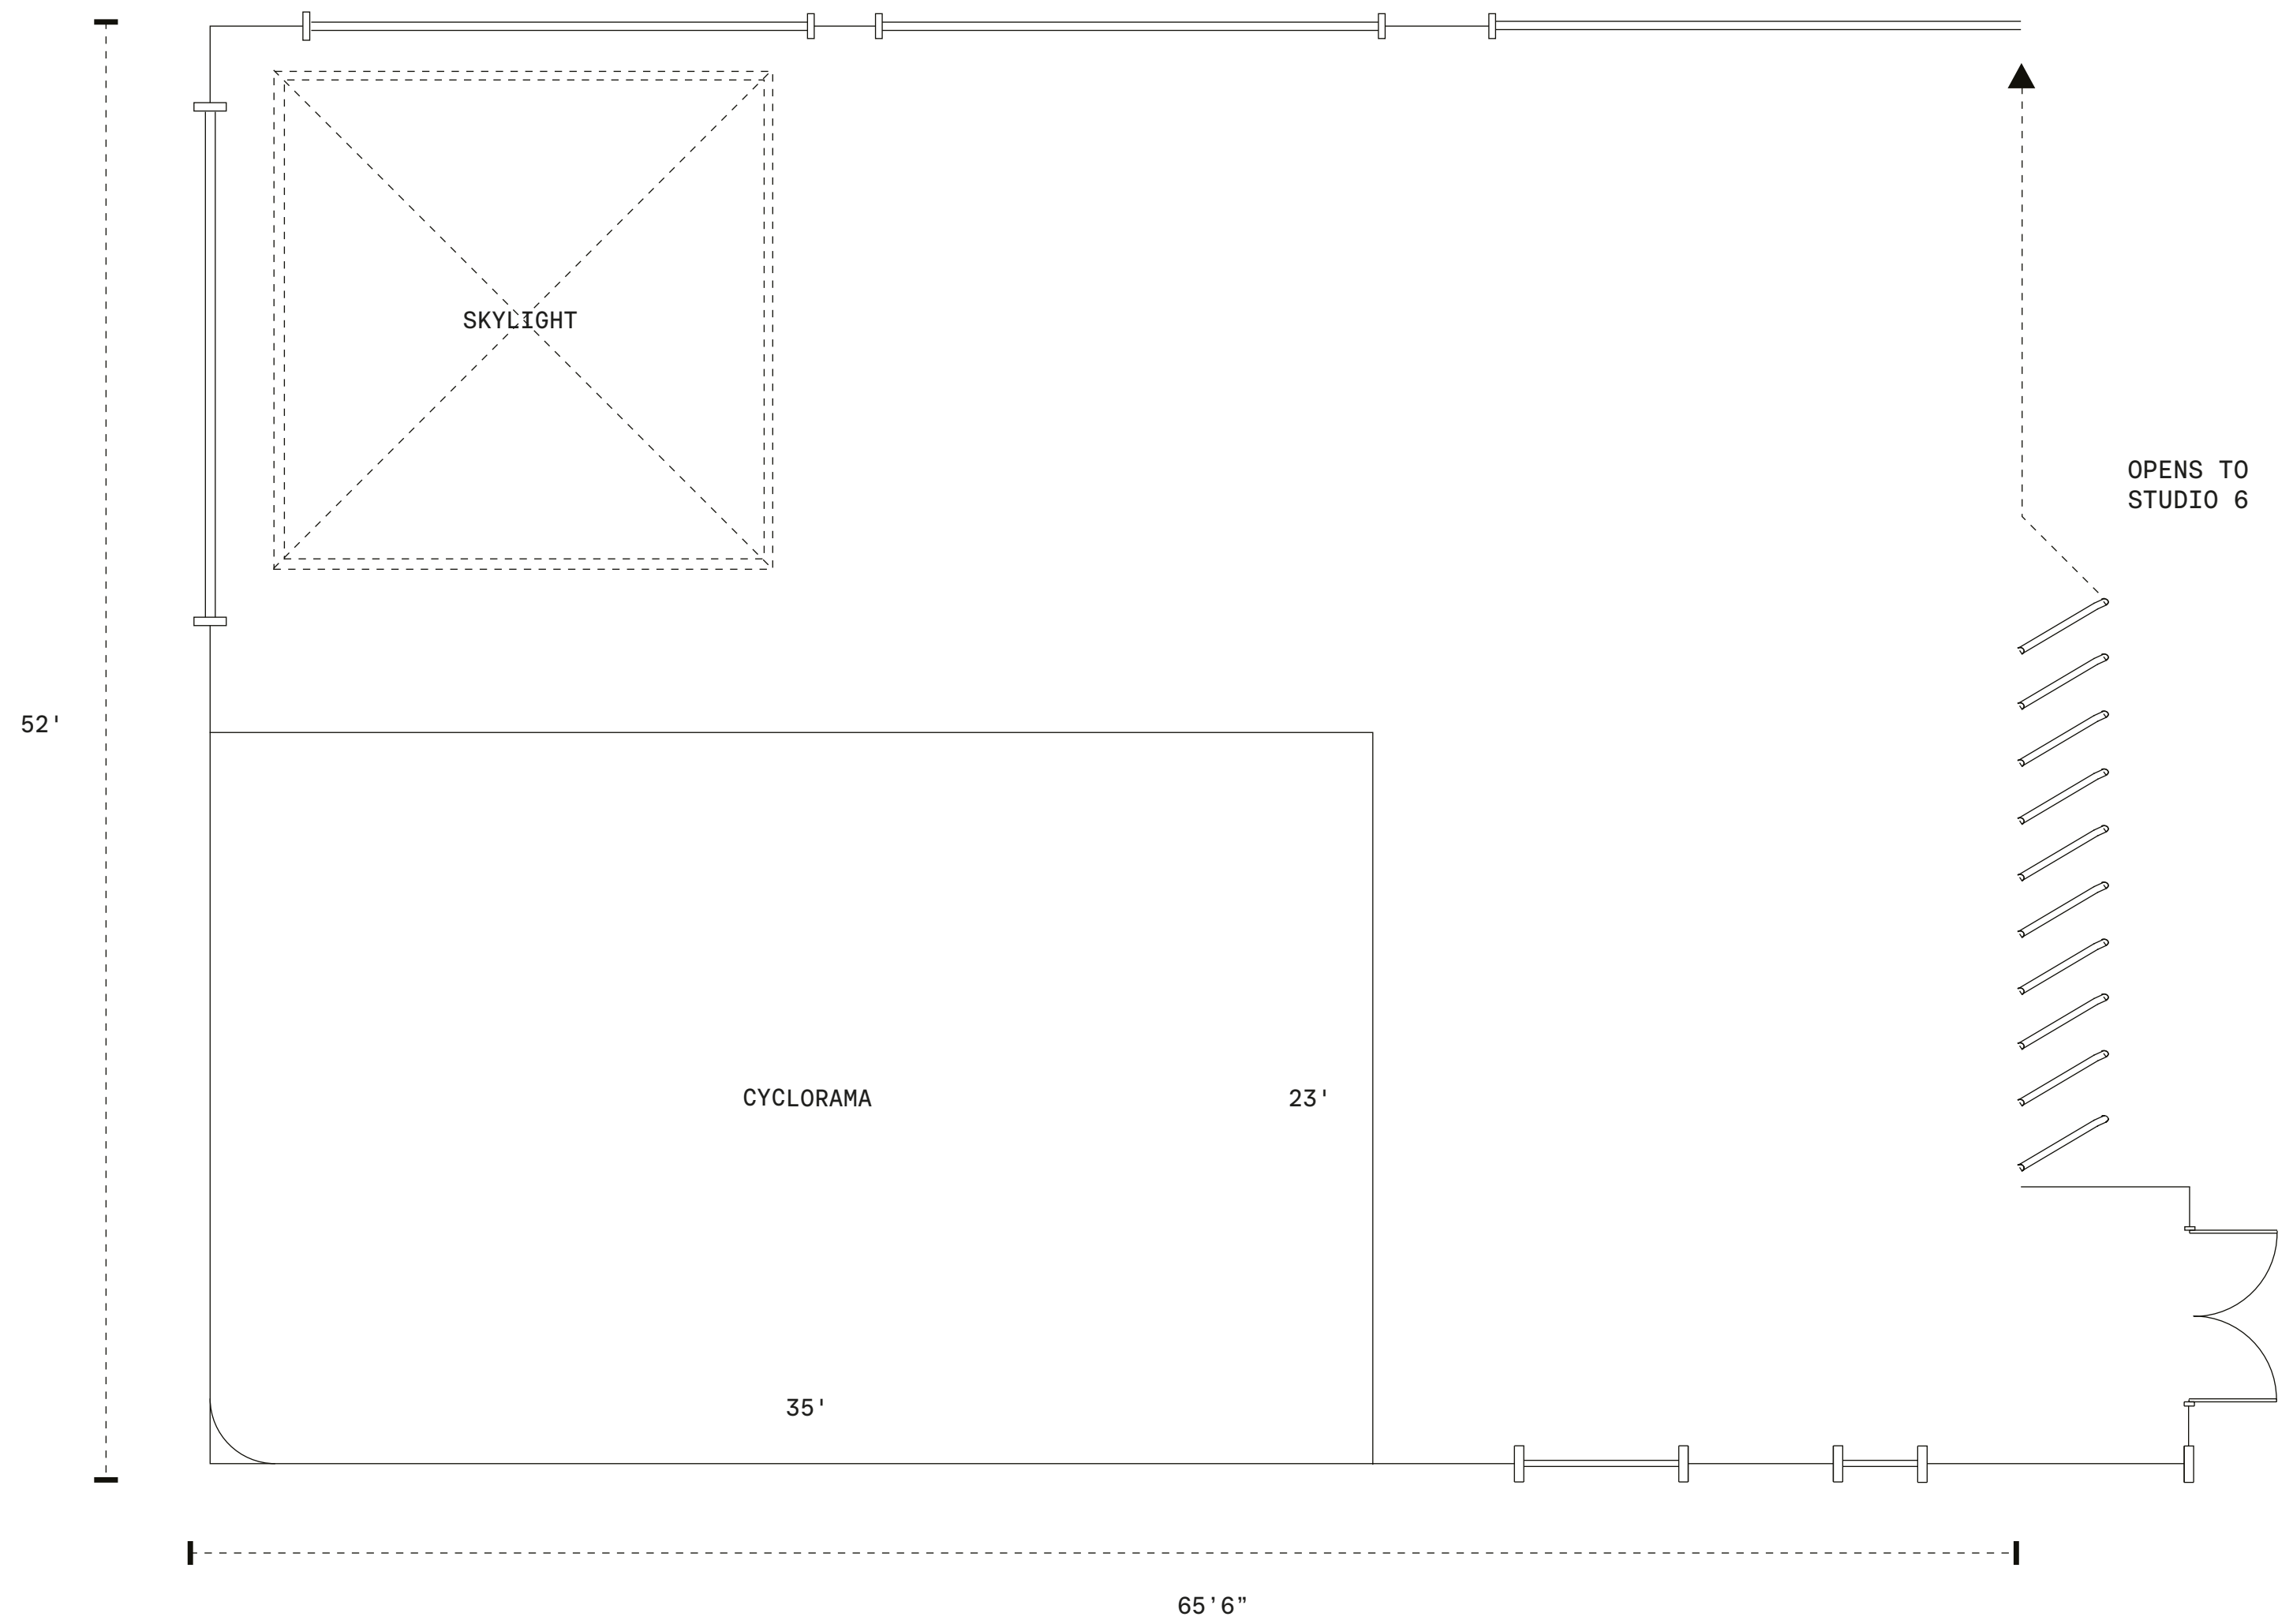 SKYLIGHT
OPENS TO
STUDIO 6
52'
CYCLORAMA
23'
35'
65’6”